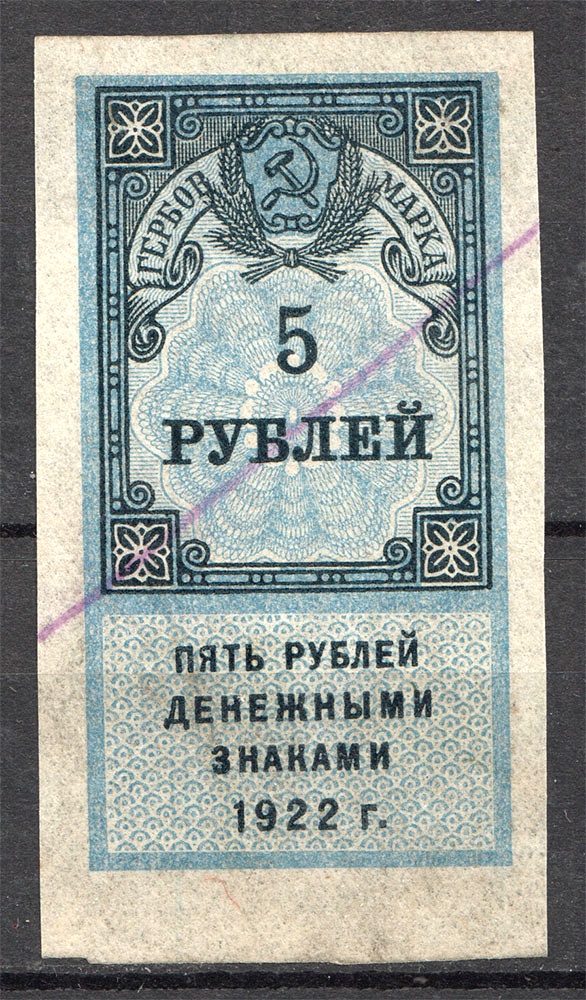 ГЕРБОВ МАРКА
5
РУБЛЕЙ
ПЯТЬ РУБЛЕЙ
ДЕНЕЖНЫМИ
ЗНАКАМИ
1922 г.